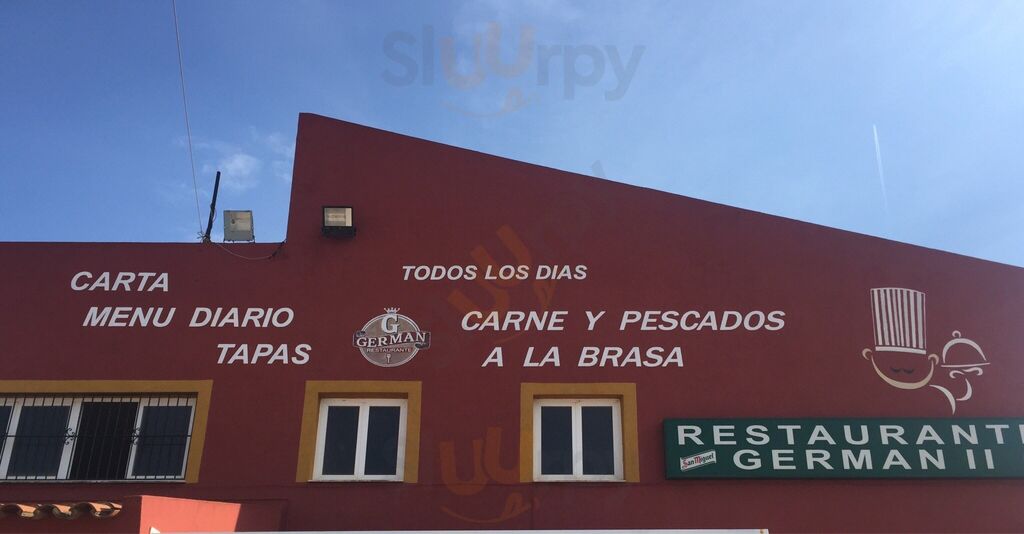 Sluurpy
CARTA
MENU DIARIO
TAPAS
TODOS LOS DIAS
CARNE Y PESCADOS
A LA BRASA
G
GERMAN
RESTAURANTE
RESTAURANTE
San Miguel
GERMAN II